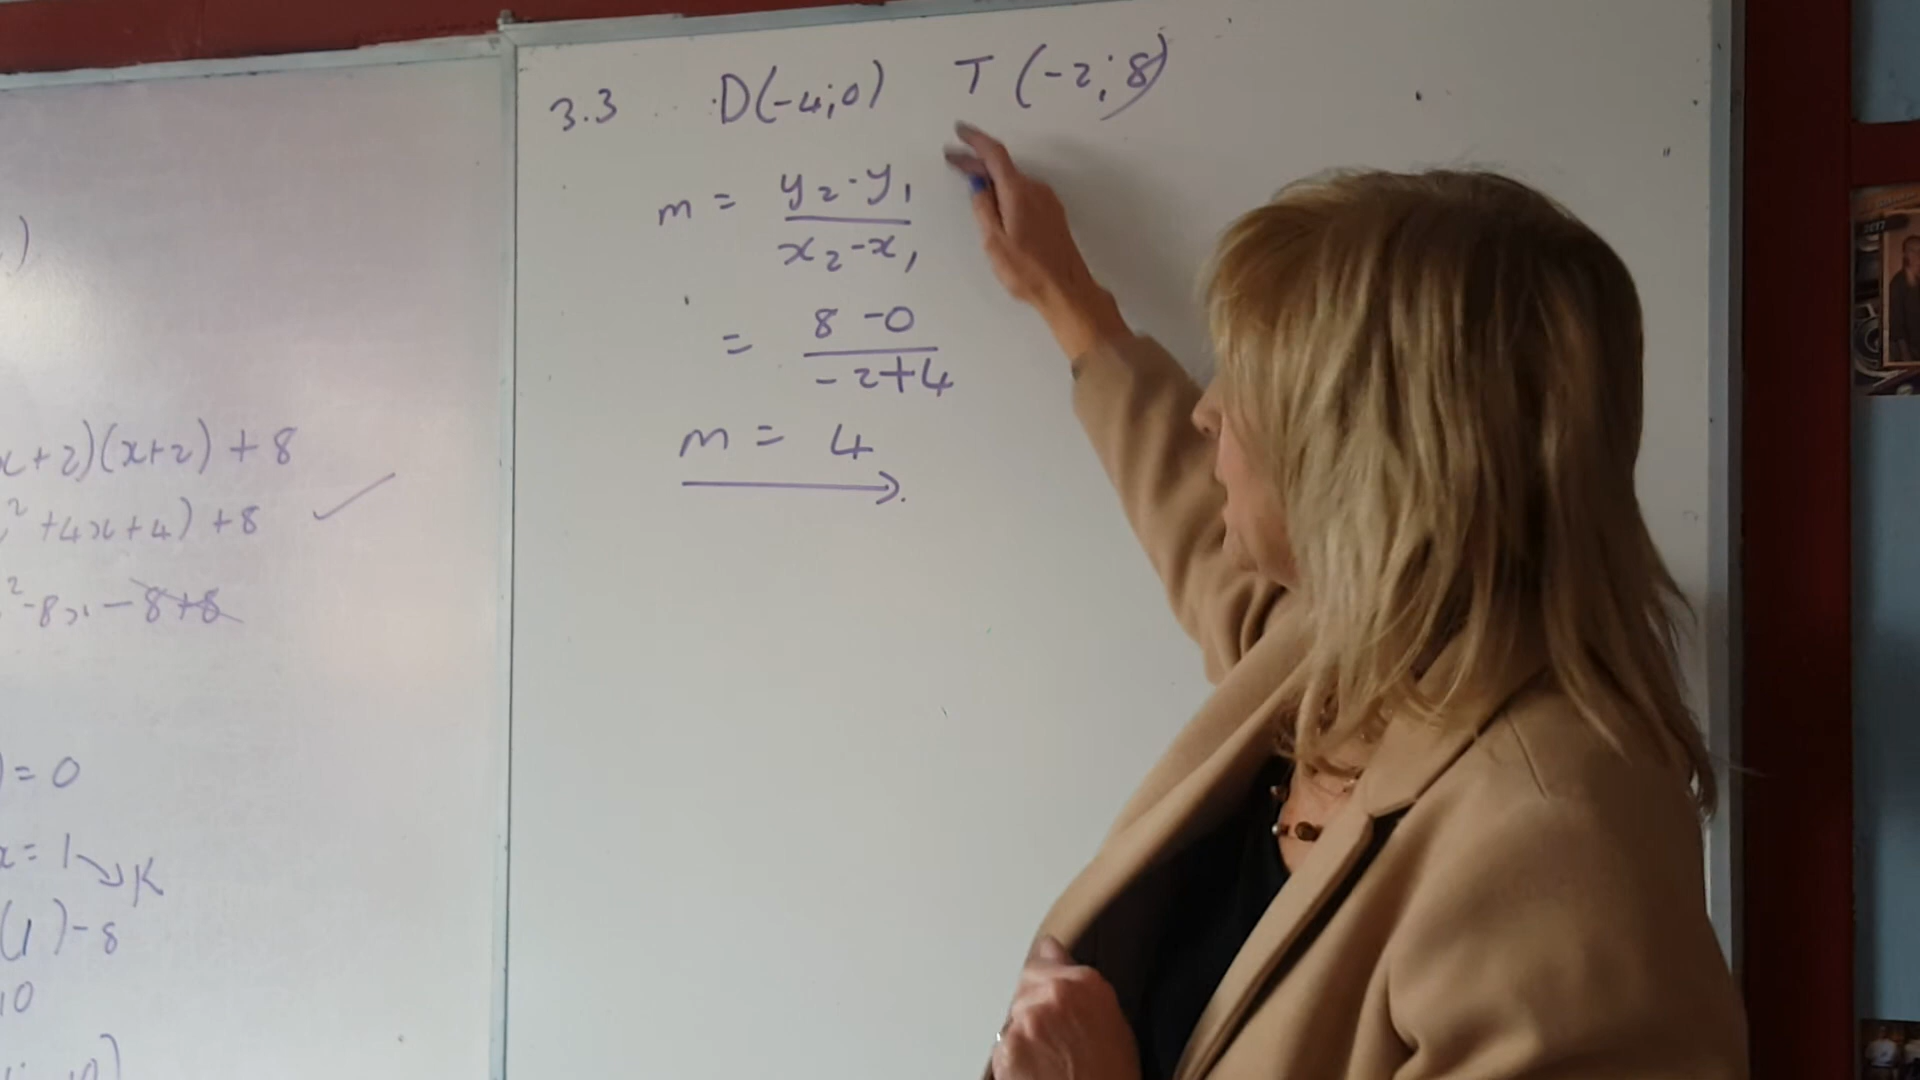 )
x+2)(x+2) + 8
² +4x+4) +8
² -8x - 8+8
) = 0
x = 1 → K
(1) - 8
10
3.3 D(-4;0) T(-2;8)
m = y₂-y₁ / x₂-x₁
= 8 -0 / -2+4
m = 4